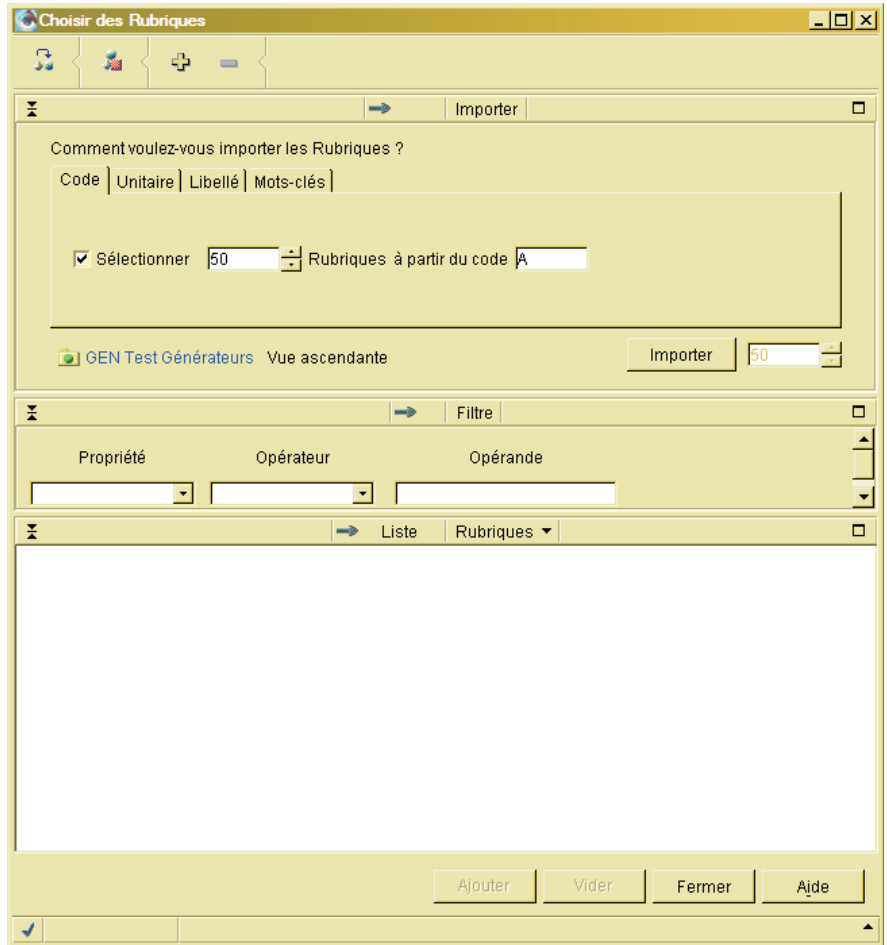 Choisir des Rubriques
Importer
Comment voulez-vous importer les Rubriques ?
Code Unitaire Libellé Mots-clés
Sélectionner 50 Rubriques à partir du code A
GEN Test Générateurs Vue ascendante Importer 50
Filtre
Propriété Opérateur Opérande
Liste Rubriques
Ajouter Vider Fermer Aide